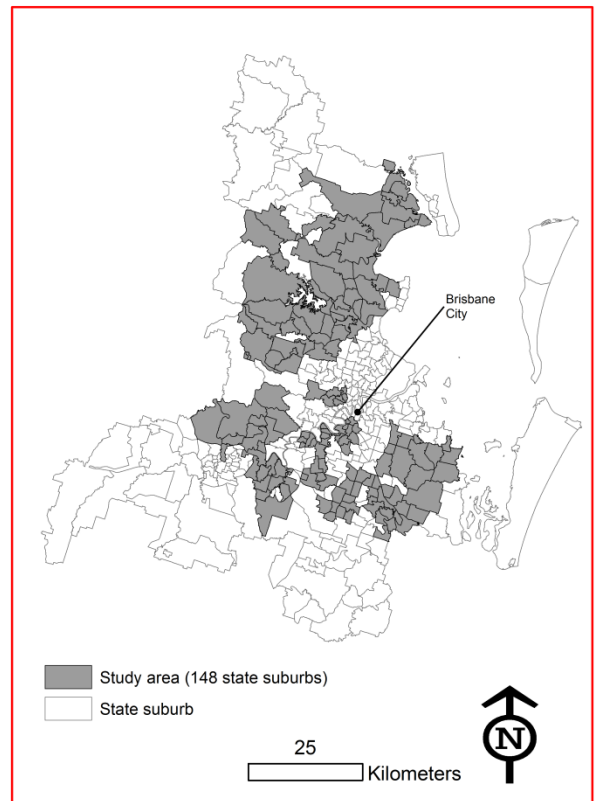 Brisbane
City
Study area (148 state suburbs)
State suburb
N
25
Kilometers